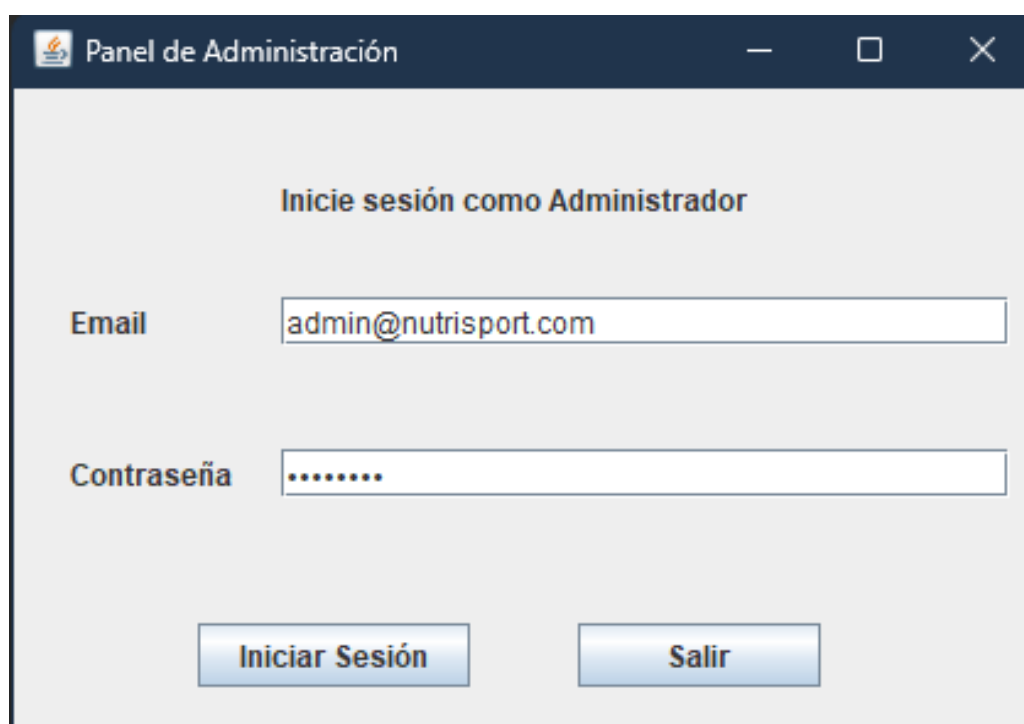 Panel de Administración
Inicie sesión como Administrador
Email admin@nutrisport.com
Contraseña ••••••••
Iniciar Sesión Salir